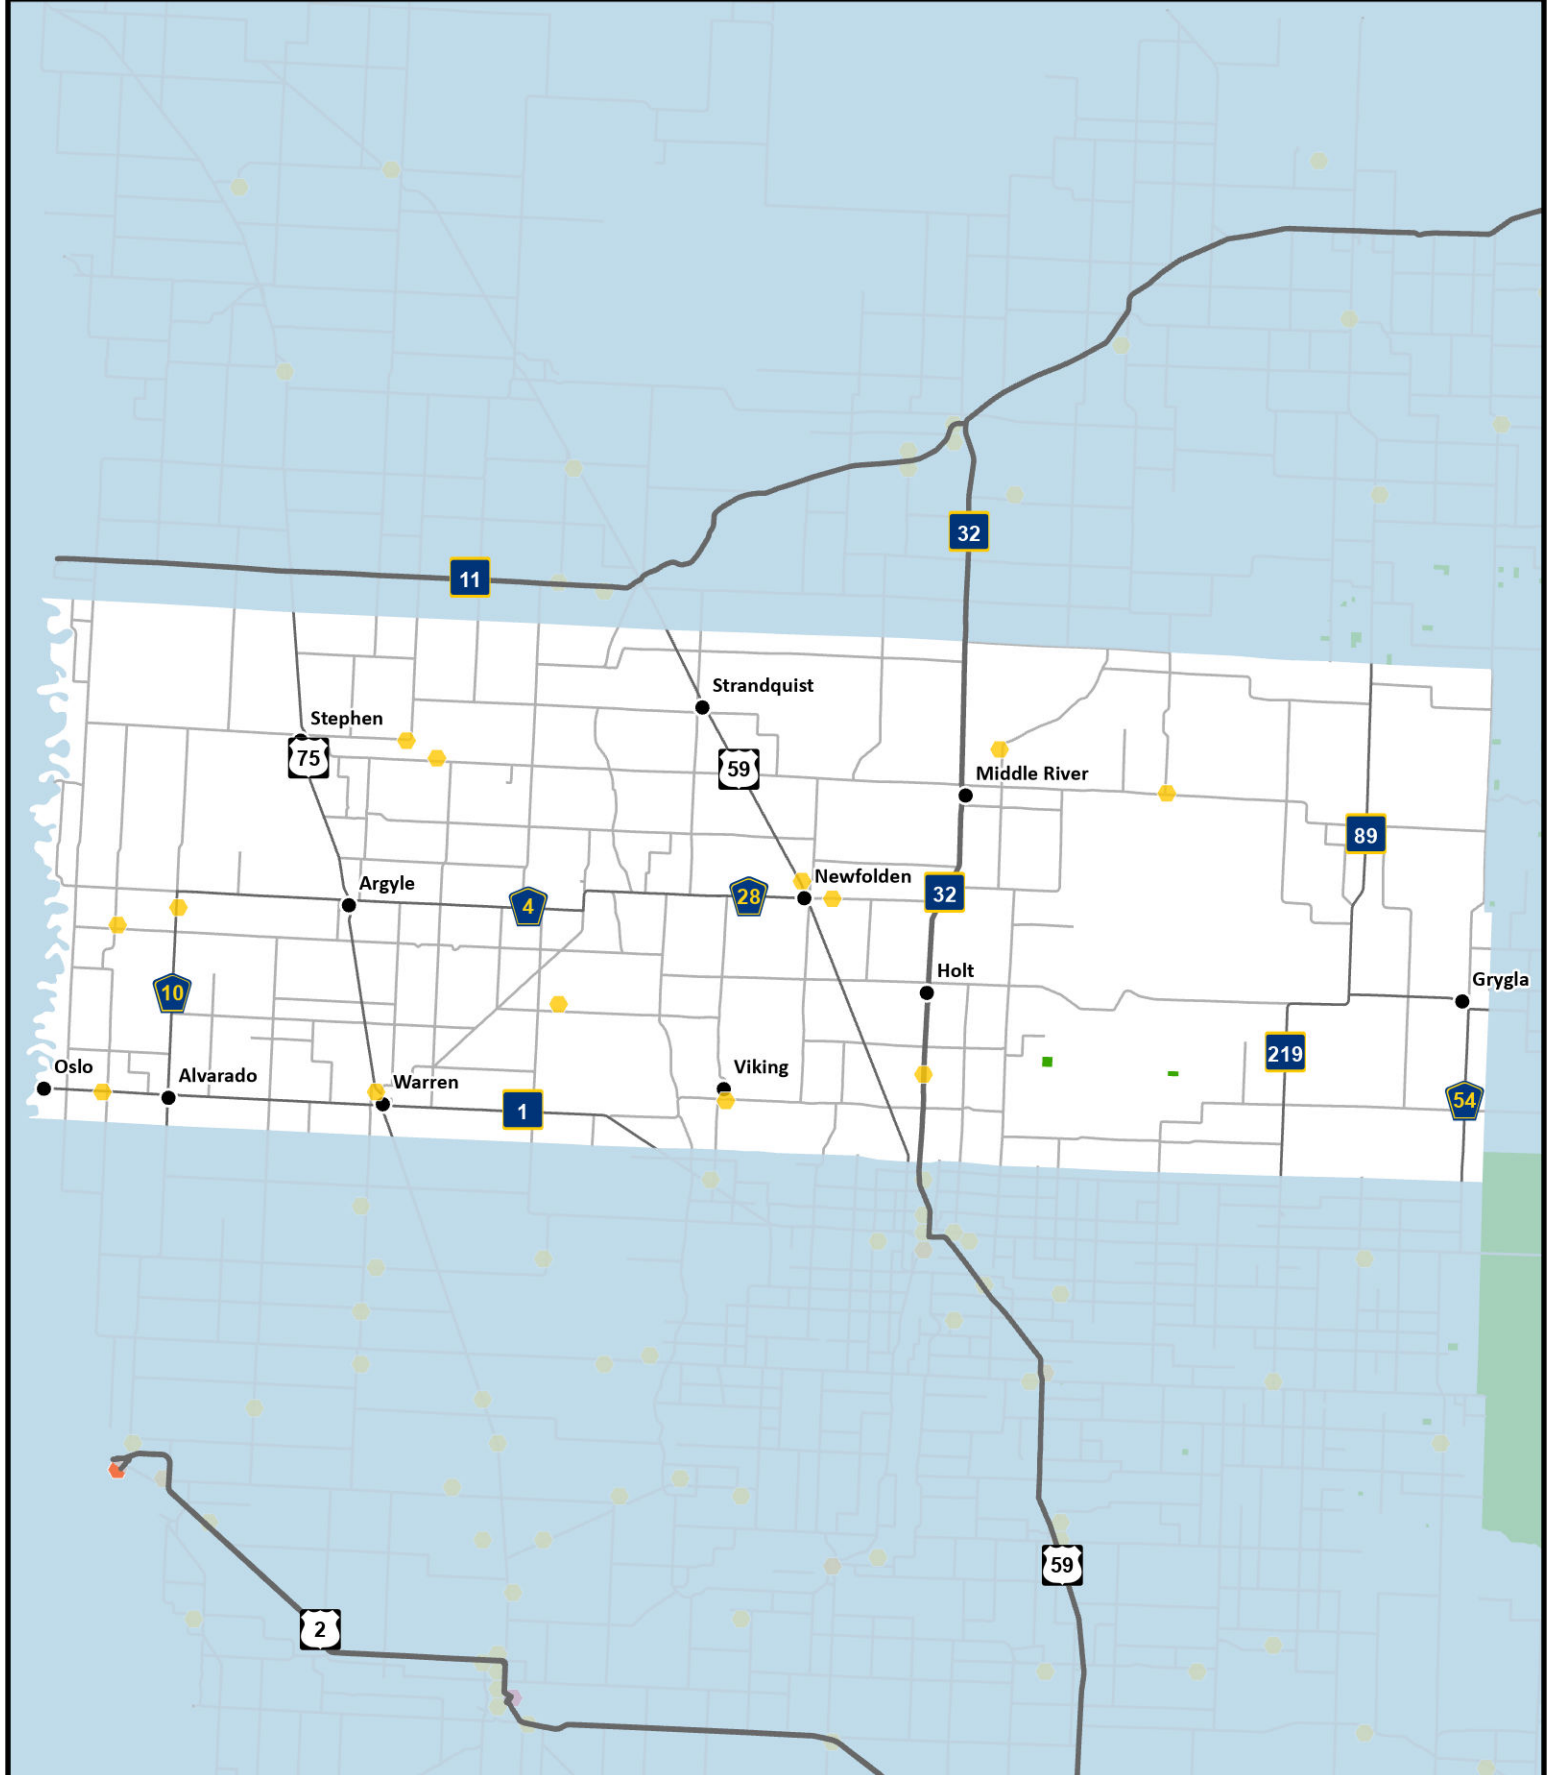 32
11
Strandquist
Stephen
75
59
Middle River
89
Newfolden
Argyle
28
32
4
Holt
Grygla
10
219
Oslo
Viking
Alvarado
Warren
54
1
59
2